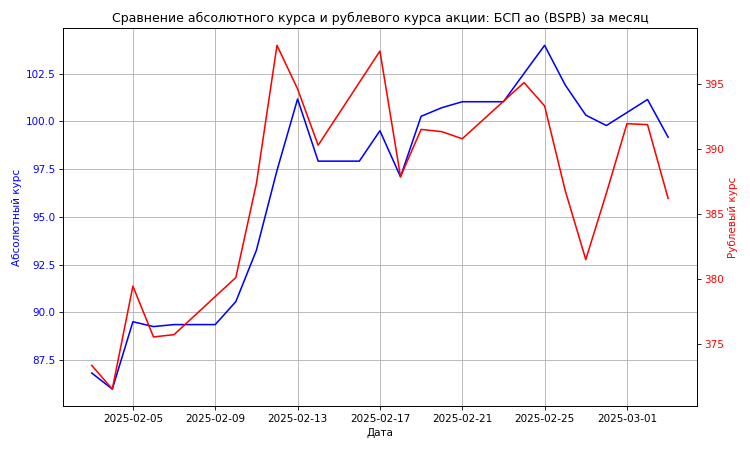 Сравнение абсолютного курса и рублевого курса акции: БСП ао (BSPB) за месяц
Абсолютный курс
102.5
100.0
97.5
95.0
92.5
90.0
87.5
395
390
385
380
375
Рублевый курс
2025-02-05 2025-02-09 2025-02-13 2025-02-17 2025-02-21 2025-02-25 2025-03-01
Дата